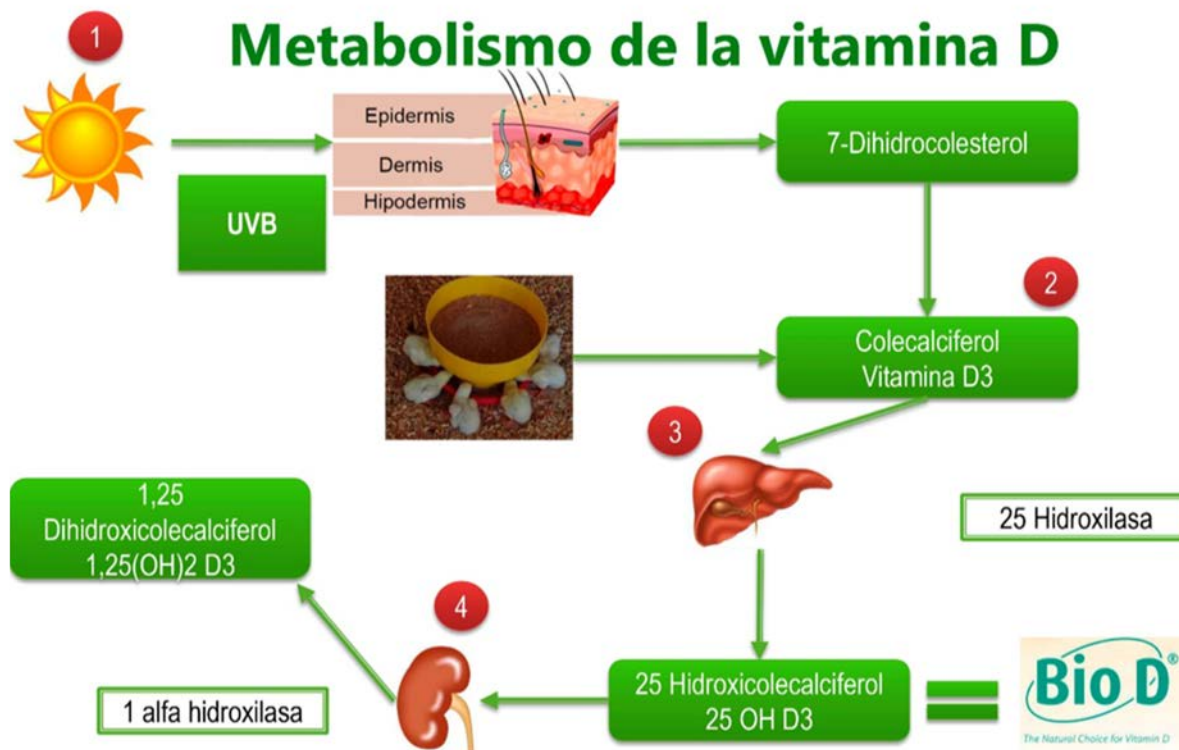 1
Metabolismo de la vitamina D
Epidermis
Dermis
Hipodermis
UVB
7-Dihidrocolesterol
2
Colecalciferol
Vitamina D3
3
25 Hidroxilasa
1,25
Dihidroxicolecalciferol
1,25(OH)2 D3
4
1 alfa hidroxilasa
25 Hidroxicolecalciferol
25 OH D3
Bio D®
The Natural Choice for Vitamin D